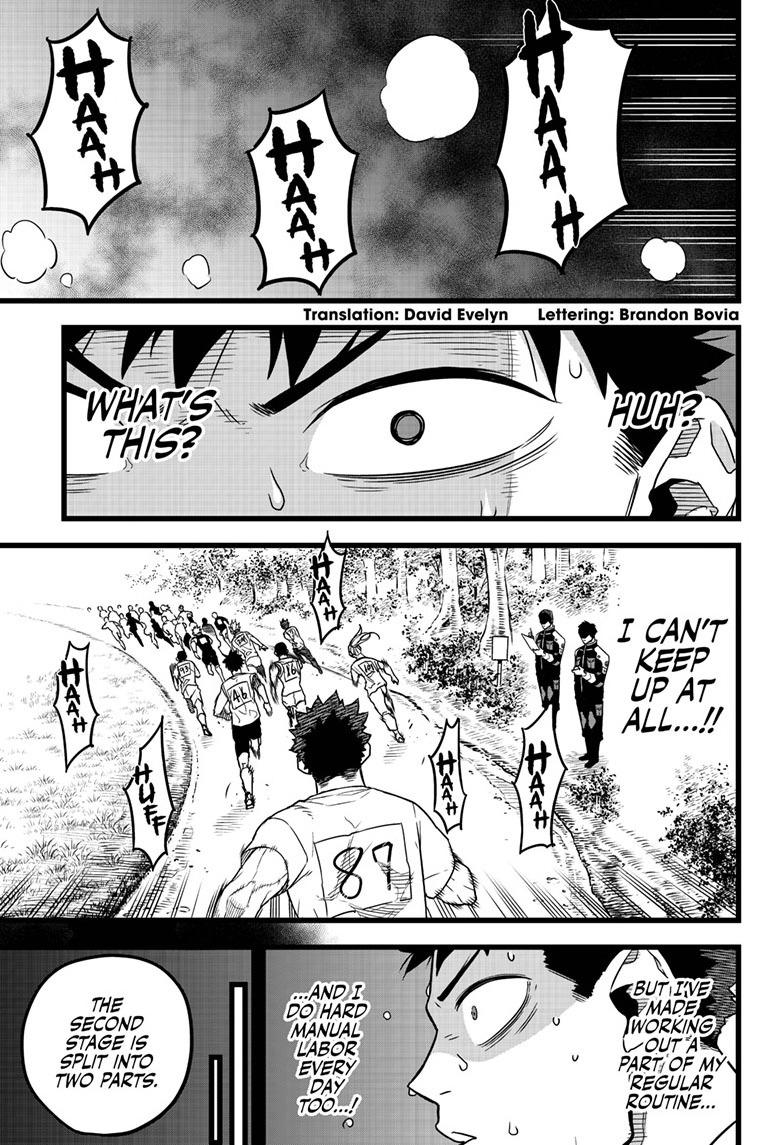 HAAH
HAAH
HAAH
Translation: David Evelyn Lettering: Brandon Bovia
HUH?
WHAT'S
THIS?
I CAN'T
KEEP
UP AT
ALL...!!
HAAH
HAAH
HUFF
HAAH
HAAH
46
16
87
BUT I'VE
MADE
WORKING
OUT A
PART OF MY
REGULAR
ROUTINE...
...AND I
DO HARD
MANUAL
LABOR
EVERY
DAY
TOO...!
THE
SECOND
STAGE IS
SPLIT INTO
TWO PARTS.